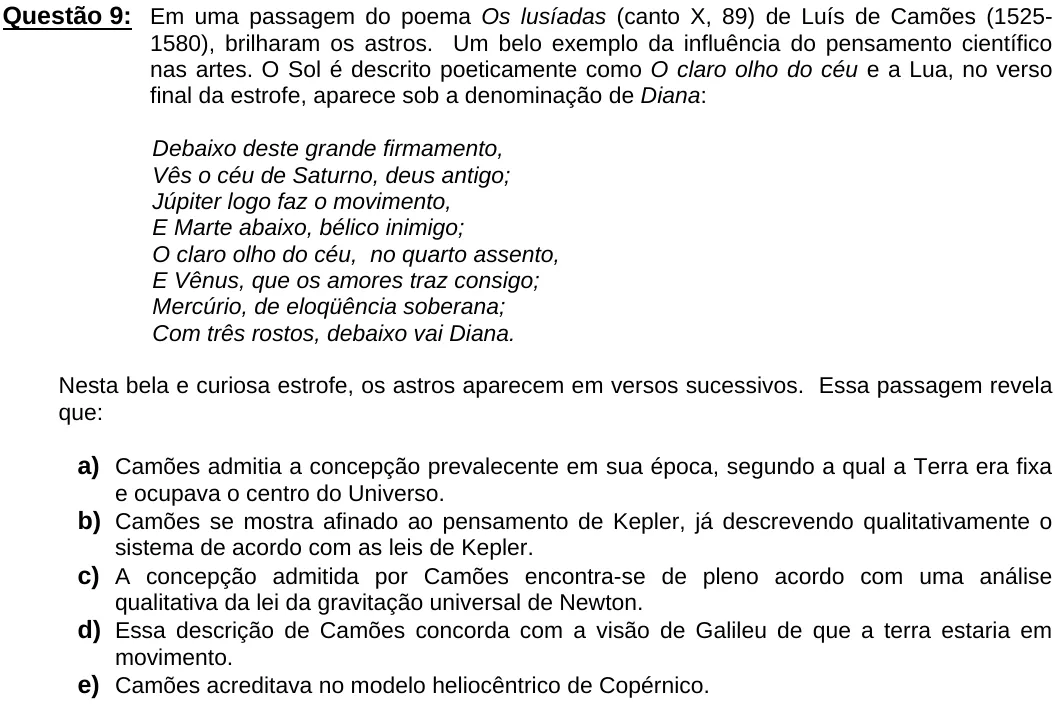 Questão 9: Em uma passagem do poema Os lusíadas (canto X, 89) de Luís de Camões (1525-
1580), brilharam os astros. Um belo exemplo da influência do pensamento científico
nas artes. O Sol é descrito poeticamente como O claro olho do céu e a Lua, no verso
final da estrofe, aparece sob a denominação de Diana:
Debaixo deste grande firmamento,
Vês o céu de Saturno, deus antigo;
Júpiter logo faz o movimento,
E Marte abaixo, bélico inimigo;
O claro olho do céu, no quarto assento,
E Vênus, que os amores traz consigo;
Mercúrio, de eloqüência soberana;
Com três rostos, debaixo vai Diana.
Nesta bela e curiosa estrofe, os astros aparecem em versos sucessivos. Essa passagem revela
que:
a) Camões admitia a concepção prevalecente em sua época, segundo a qual a Terra era fixa
e ocupava o centro do Universo.
b) Camões se mostra afinado ao pensamento de Kepler, já descrevendo qualitativamente o
sistema de acordo com as leis de Kepler.
c) A concepção admitida por Camões encontra-se de pleno acordo com uma análise
qualitativa da lei da gravitação universal de Newton.
d) Essa descrição de Camões concorda com a visão de Galileu de que a terra estaria em
movimento.
e) Camões acreditava no modelo heliocêntrico de Copérnico.